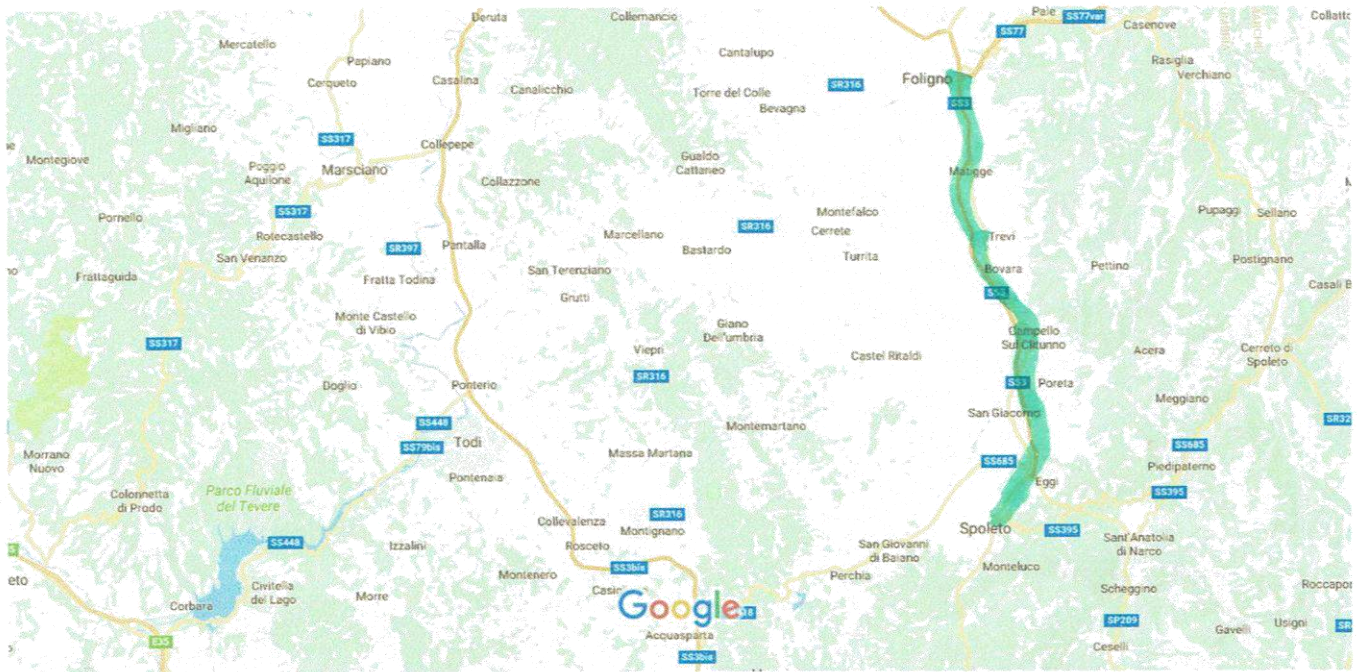 Deruta
Collemancio
Pale
SS77var
Casenove
SS77
Mercatello
Papiano
Cantalupo
Rasiglia
Cerqueto
Casalina
Canalicchio
Torre del Colle
Foligno
SR316
Verchiano
Bevagna
SS3
Migliano
SS317
Collepepe
Montegiove
Poggio
Aquilone
Marsciano
Gualdo
Cattaneo
Matigge
Collazzone
Pornello
SS317
Montefalco
Pupaggi
Sellano
Rotecastello
SR397
Pantalla
Marcellano
SR316
Cerrete
Trevi
San Venanzo
Bastardo
Turrita
Postignano
Frattaguida
Fratta Todina
San Terenziano
Bovara
Pettino
Grutti
SS3
Casali B
Monte Castello
di Vibio
Giano
Dell'umbria
Campello
Sul Clitunno
SS317
Viepri
Castel Ritaldi
Acera
Cerreto di
Spoleto
Doglio
Ponterio
SR316
SS3
Poreta
Meggiano
SS448
San Giacomo
SR32
Todi
SS79bis
Montemartano
Morrano
Nuovo
Massa Martana
SS685
SS685
Piedipaterno
Pontenaia
Eggi
Colonnetta
di Prodo
Parco Fluviale
del Tevere
SS395
Collevalenza
SR316
Montignano
Spoleto
SS395
SS448
Izzalini
Rosceto
San Giovanni
di Baiano
Sant'Anatolia
di Narco
eto
Montenero
SS3bis
Perchia
Monteluco
Civitella
del Lago
Morre
Scheggino
Corbara
Google
Acquasparta
SP209
Gavelli
Usigni
E35
SS3bis
Ceselli